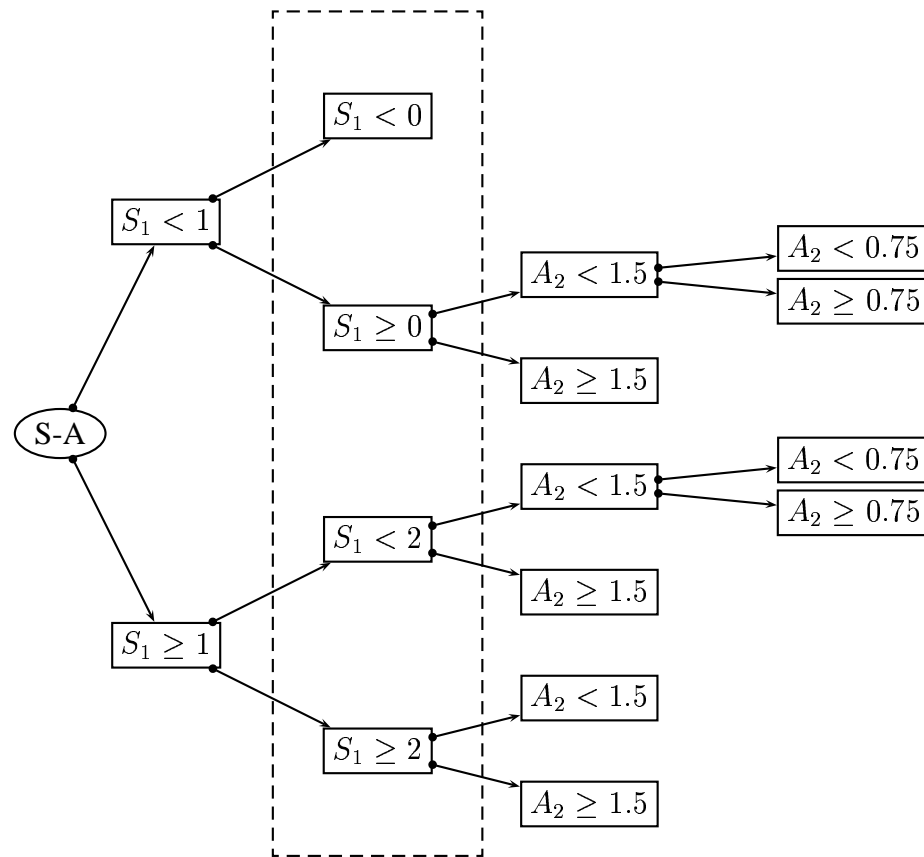 S₁ < 0
S₁ < 1
A₂ < 0.75
A₂ < 1.5
A₂ ≥ 0.75
S₁ ≥ 0
A₂ ≥ 1.5
S-A
A₂ < 0.75
A₂ < 1.5
A₂ ≥ 0.75
S₁ < 2
A₂ ≥ 1.5
S₁ ≥ 1
A₂ < 1.5
S₁ ≥ 2
A₂ ≥ 1.5